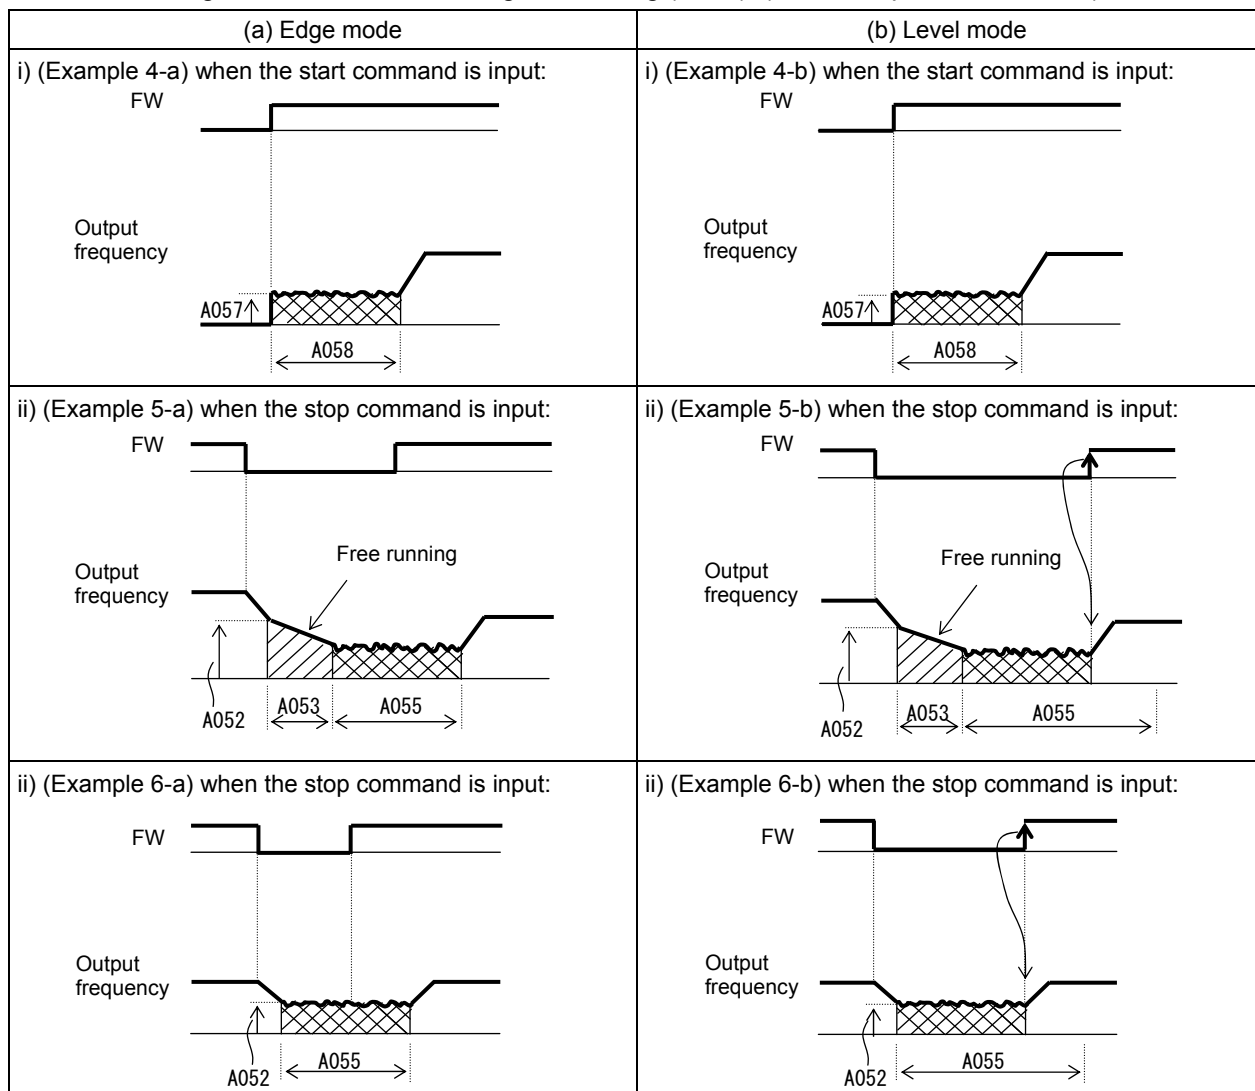 (a) Edge mode
(b) Level mode
i) (Example 4-a) when the start command is input:
FW
Output
frequency
A057
A058
i) (Example 4-b) when the start command is input:
FW
Output
frequency
A057
A058
ii) (Example 5-a) when the stop command is input:
FW
Free running
Output
frequency
A052
A053
A055
ii) (Example 5-b) when the stop command is input:
FW
Free running
Output
frequency
A052
A053
A055
ii) (Example 6-a) when the stop command is input:
FW
Output
frequency
A052
A055
ii) (Example 6-b) when the stop command is input:
FW
Output
frequency
A052
A055